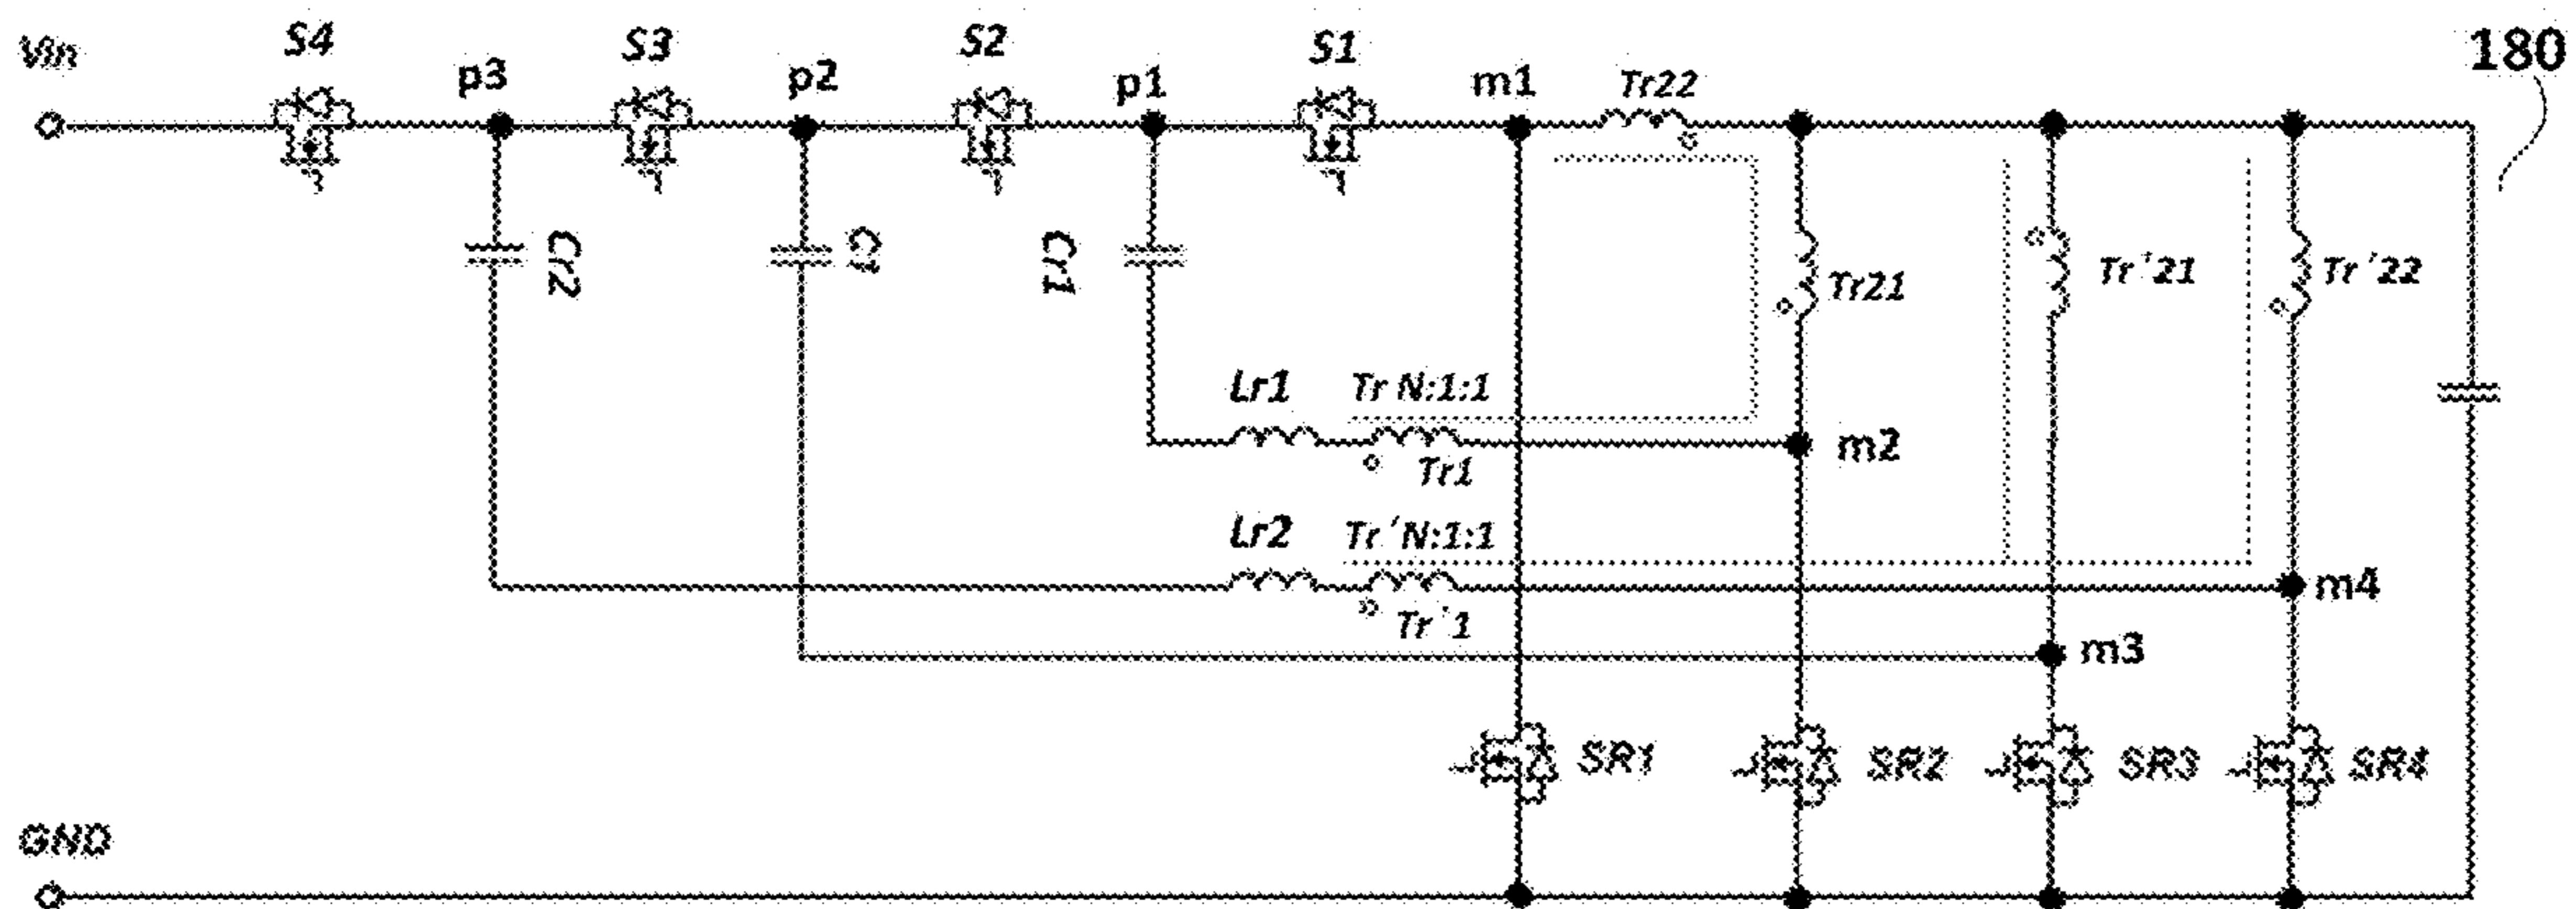 Vin
S4
p3
S3
p2
S2
p1
S1
m1
Tr22
180
Cr2
Cr1
Tr21
Tr'21
Tr'22
Lr1
Tr N:1:1
Tr1
m2
Lr2
Tr'N:1:1
Tr'1
m4
m3
SR1
SR2
SR3
SR4
GND